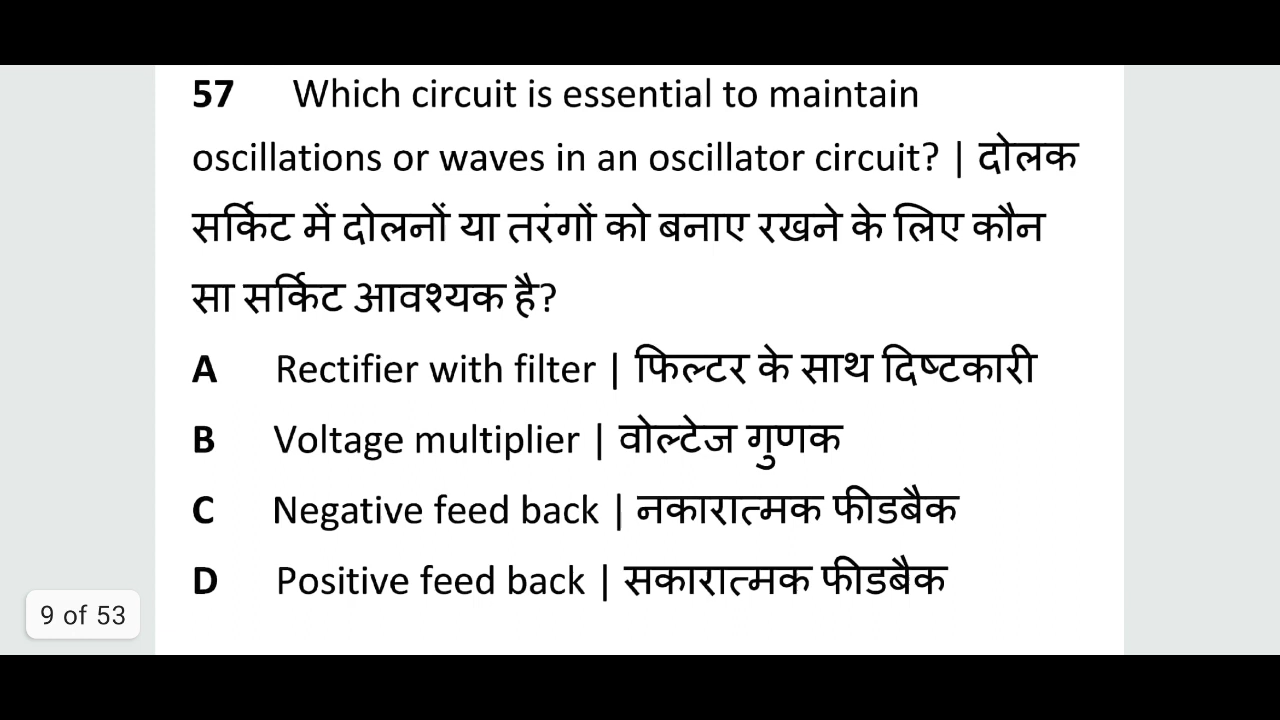 57 Which circuit is essential to maintain
oscillations or waves in an oscillator circuit? | दोलक
सर्किट में दोलनों या तरंगों को बनाए रखने के लिए कौन
सा सर्किट आवश्यक है?
A Rectifier with filter | फिल्टर के साथ दिष्टकारी
B Voltage multiplier | वोल्टेज गुणक
C Negative feed back | नकारात्मक फीडबैक
D Positive feed back | सकारात्मक फीडबैक
9 of 53